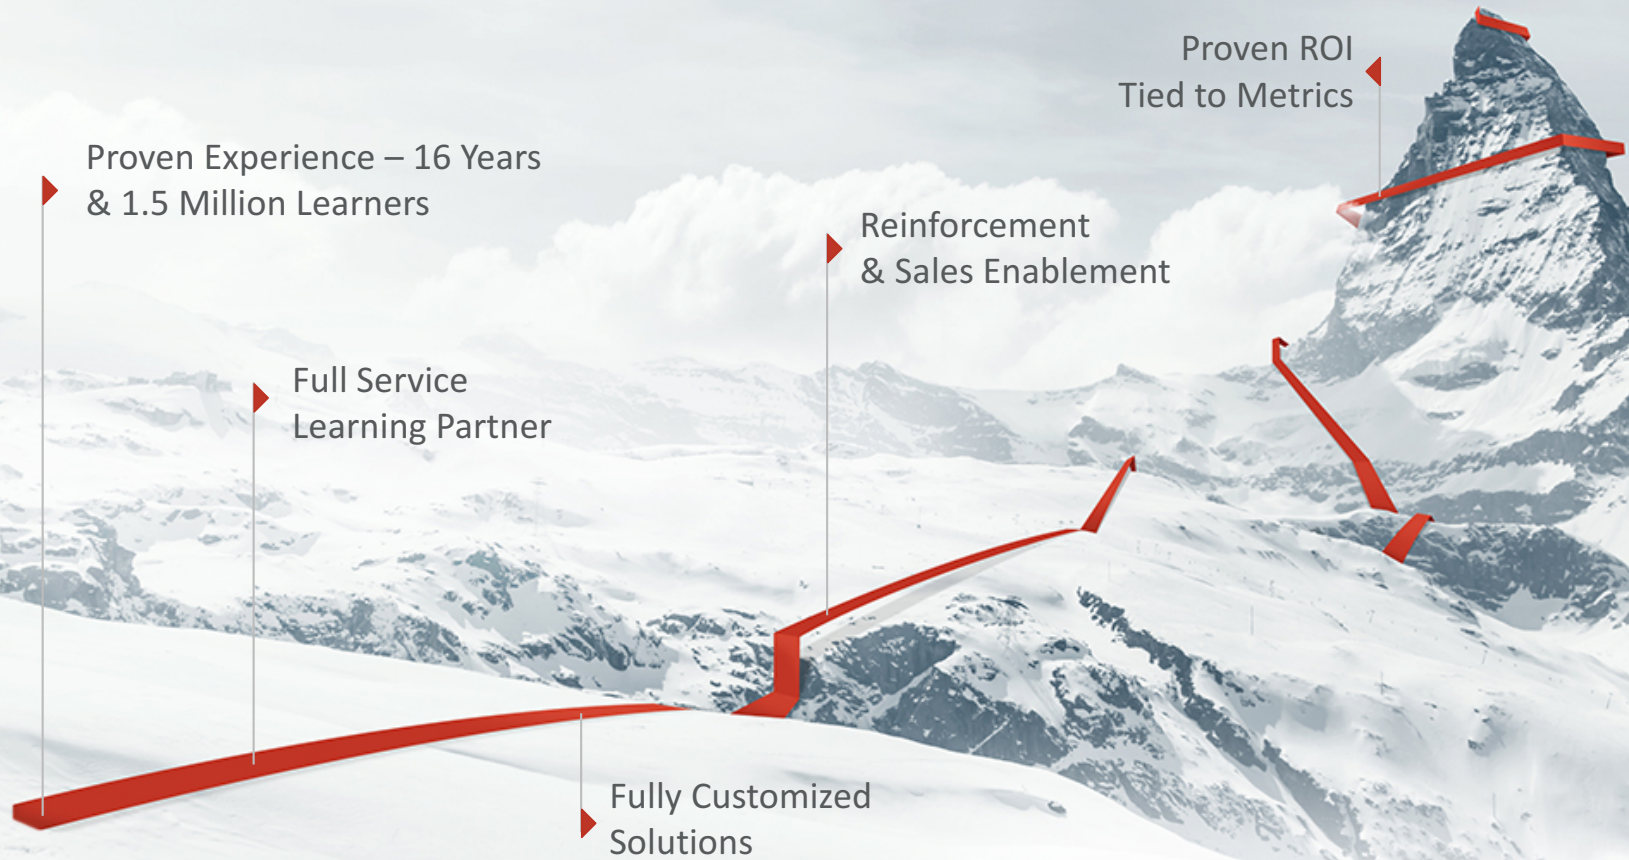 Proven ROI
Tied to Metrics
Proven Experience – 16 Years
& 1.5 Million Learners
Reinforcement
& Sales Enablement
Full Service
Learning Partner
Fully Customized
Solutions